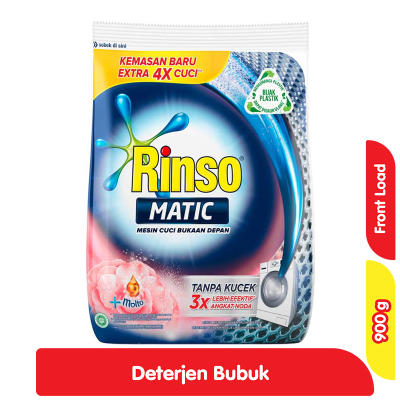 sobek di sini
KEMASAN BARU
EXTRA 4X CUCI
BIJAK
PLASTIK
Rinso
MATIC
MESIN CUCI BUKAAN DEPAN
+Molto
TANPA KUCEK
3x LEBIH EFEKTIF
ANGKAT NODA
Front Load
900 g
Deterjen Bubuk